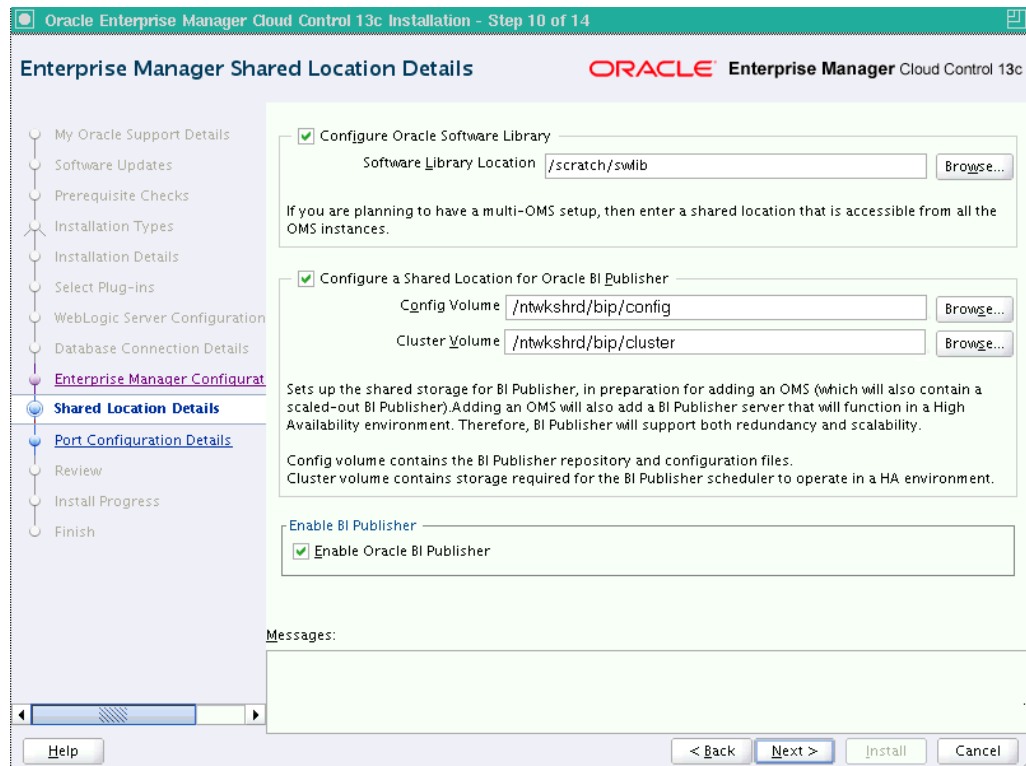 Oracle Enterprise Manager Cloud Control 13c Installation - Step 10 of 14
Enterprise Manager Shared Location Details
ORACLE Enterprise Manager Cloud Control 13c
My Oracle Support Details
Software Updates
Prerequisite Checks
Installation Types
Installation Details
Select Plug-ins
WebLogic Server Configuration
Database Connection Details
Enterprise Manager Configurat
Shared Location Details
Port Configuration Details
Review
Install Progress
Finish
Configure Oracle Software Library
Software Library Location /scratch/swlib Browse...
If you are planning to have a multi-OMS setup, then enter a shared location that is accessible from all the
OMS instances.
Configure a Shared Location for Oracle BI Publisher
Config Volume /ntwkshrd/bip/config Browse...
Cluster Volume /ntwkshrd/bip/cluster Browse...
Sets up the shared storage for BI Publisher, in preparation for adding an OMS (which will also contain a
scaled-out BI Publisher).Adding an OMS will also add a BI Publisher server that will function in a High
Availability environment. Therefore, BI Publisher will support both redundancy and scalability.
Config volume contains the BI Publisher repository and configuration files.
Cluster volume contains storage required for the BI Publisher scheduler to operate in a HA environment.
Enable BI Publisher
Enable Oracle BI Publisher
Messages:
Help
< Back Next > Install Cancel